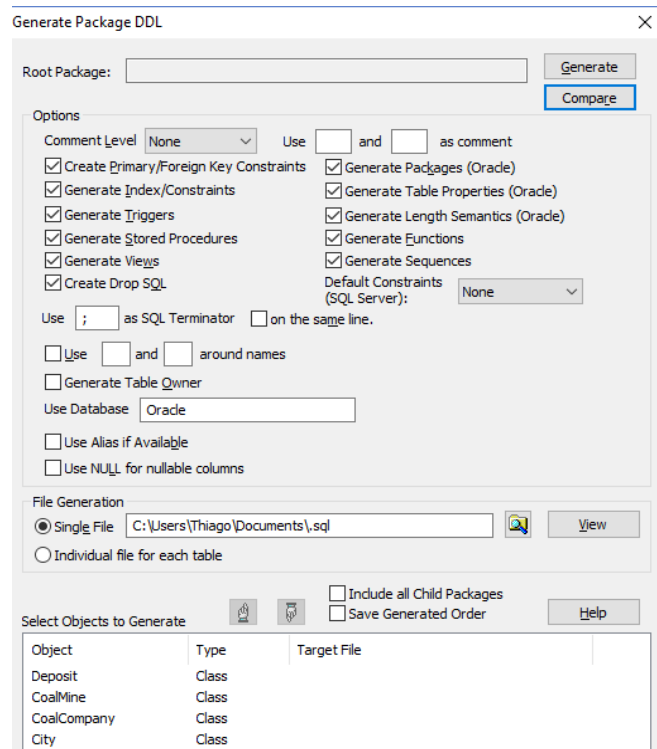 Generate Package DDL
Root Package:
Generate
Compare
Options
Comment Level None Use and as comment
Create Primary/Foreign Key Constraints
Generate Packages (Oracle)
Generate Index/Constraints
Generate Table Properties (Oracle)
Generate Triggers
Generate Length Semantics (Oracle)
Generate Stored Procedures
Generate Functions
Generate Views
Generate Sequences
Create Drop SQL
Default Constraints
(SQL Server): None
Use ; as SQL Terminator on the same line.
Use and around names
Generate Table Owner
Use Database Oracle
Use Alias if Available
Use NULL for nullable columns
File Generation
Single File C:\Users\Thiago\Documents\.sql View
Individual file for each table
Include all Child Packages
Save Generated Order
Help
Select Objects to Generate
Object Type Target File
Deposit Class
CoalMine Class
CoalCompany Class
City Class